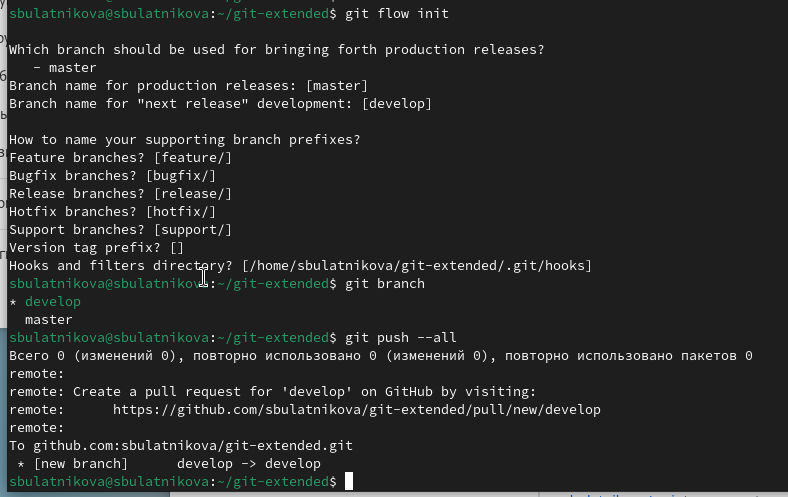 sbulatnikova@sbulatnikova:~/git-extended$ git flow init

Which branch should be used for bringing forth production releases?
   - master
Branch name for production releases: [master]
Branch name for "next release" development: [develop]

How to name your supporting branch prefixes?
Feature branches? [feature/]
Bugfix branches? [bugfix/]
Release branches? [release/]
Hotfix branches? [hotfix/]
Support branches? [support/]
Version tag prefix? []
Hooks and filters directory? [/home/sbulatnikova/git-extended/.git/hooks]
sbulatnikova@sbulatnikova:~/git-extended$ git branch
* develop
  master
sbulatnikova@sbulatnikova:~/git-extended$ git push --all
Всего 0 (изменений 0), повторно использовано 0 (изменений 0), повторно использовано пакетов 0
remote:
remote: Create a pull request for 'develop' on GitHub by visiting:
remote:      https://github.com/sbulatnikova/git-extended/pull/new/develop
remote:
To github.com:sbulatnikova/git-extended.git
 * [new branch]      develop -> develop
sbulatnikova@sbulatnikova:~/git-extended$